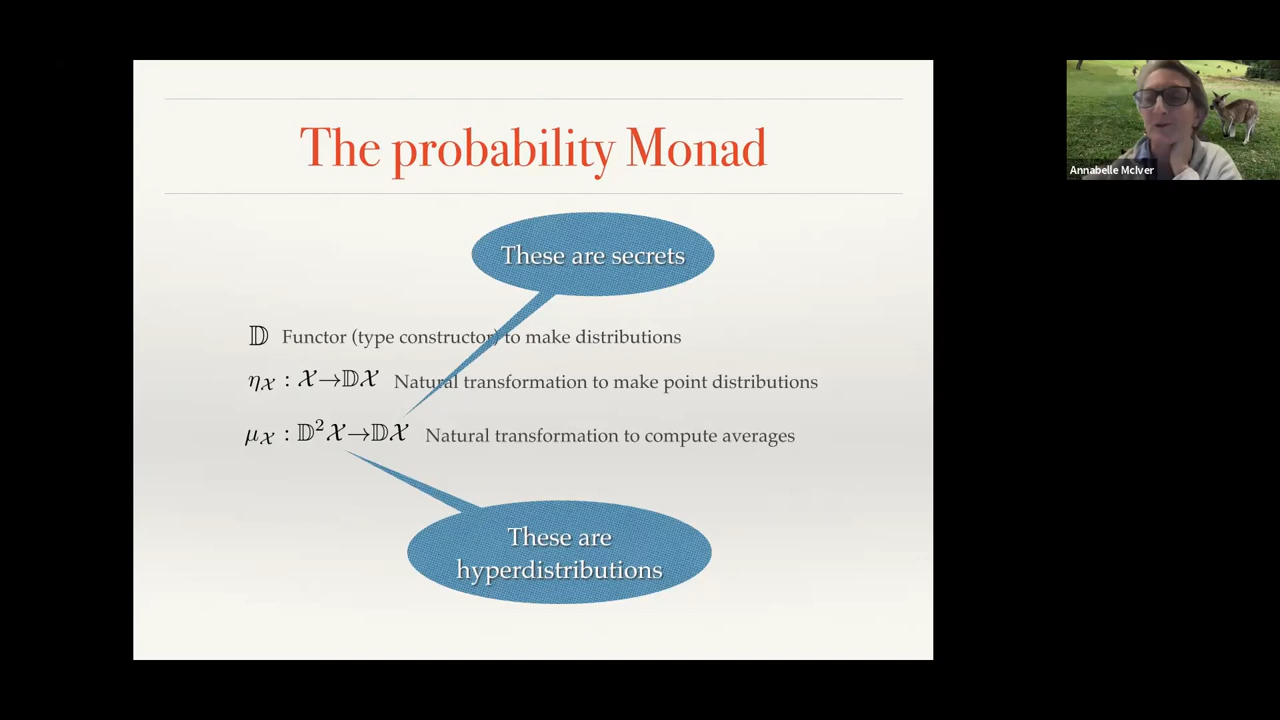 The probability Monad
These are secrets
𝔻 Functor (type constructor) to make distributions
η𝒳 : 𝒳→𝔻𝒳 Natural transformation to make point distributions
μ𝒳 : 𝔻²𝒳→𝔻𝒳 Natural transformation to compute averages
These are
hyperdistributions
Annabelle McIver